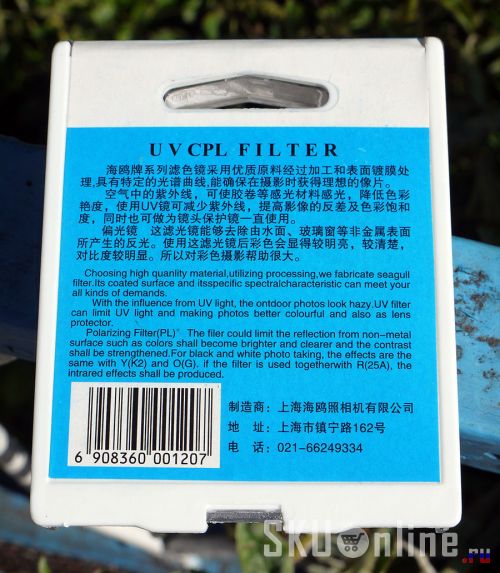 UV CPL FILTER
海鸥牌系列滤色镜采用优质原料经过加工和表面镀膜处
理,具有特定的光谱曲线,能确保在摄影时获得理想的像片。
空气中的紫外线，可使胶卷等感光材料感光，降低色彩
艳度，使用UV镜可减少紫外线，提高影像的反差及色彩饱和
度，同时也可做为镜头保护镜一直使用。
偏光镜 这滤光镜能够去除由水面、玻璃窗等非金属表面
所产生的反光。使用这滤光镜后彩色会显得较明亮，较清楚，
对比度较明显。所以对彩色摄影帮助很大。
Choosing high quanlity material,utilizing processing,we fabricate seagull
filter.Its coated surface and itsspecific spectralcharacteristic can meet your
all kinds of demands.
With the influence from UV light, the ontdoor photos look hazy.UV filter
can limit UV light and making photos better colourful and also as lens
protector.
Polarizing Filter(PL)" The filer could limit the reflection from non-metal
surface such as colors shall become brighter and clearer and the contrast
shall be strengthened.For black and white photo taking, the effects are the
same with Y(K2) and O(G). if the filter is used togetherwith R(25A), the
infrared effects shall be produced.
制造商：上海海鸥照相机有限公司
地 址：上海市镇宁路162号
电 话：021-66249334
6 908360 001207
SKUonline
.ru